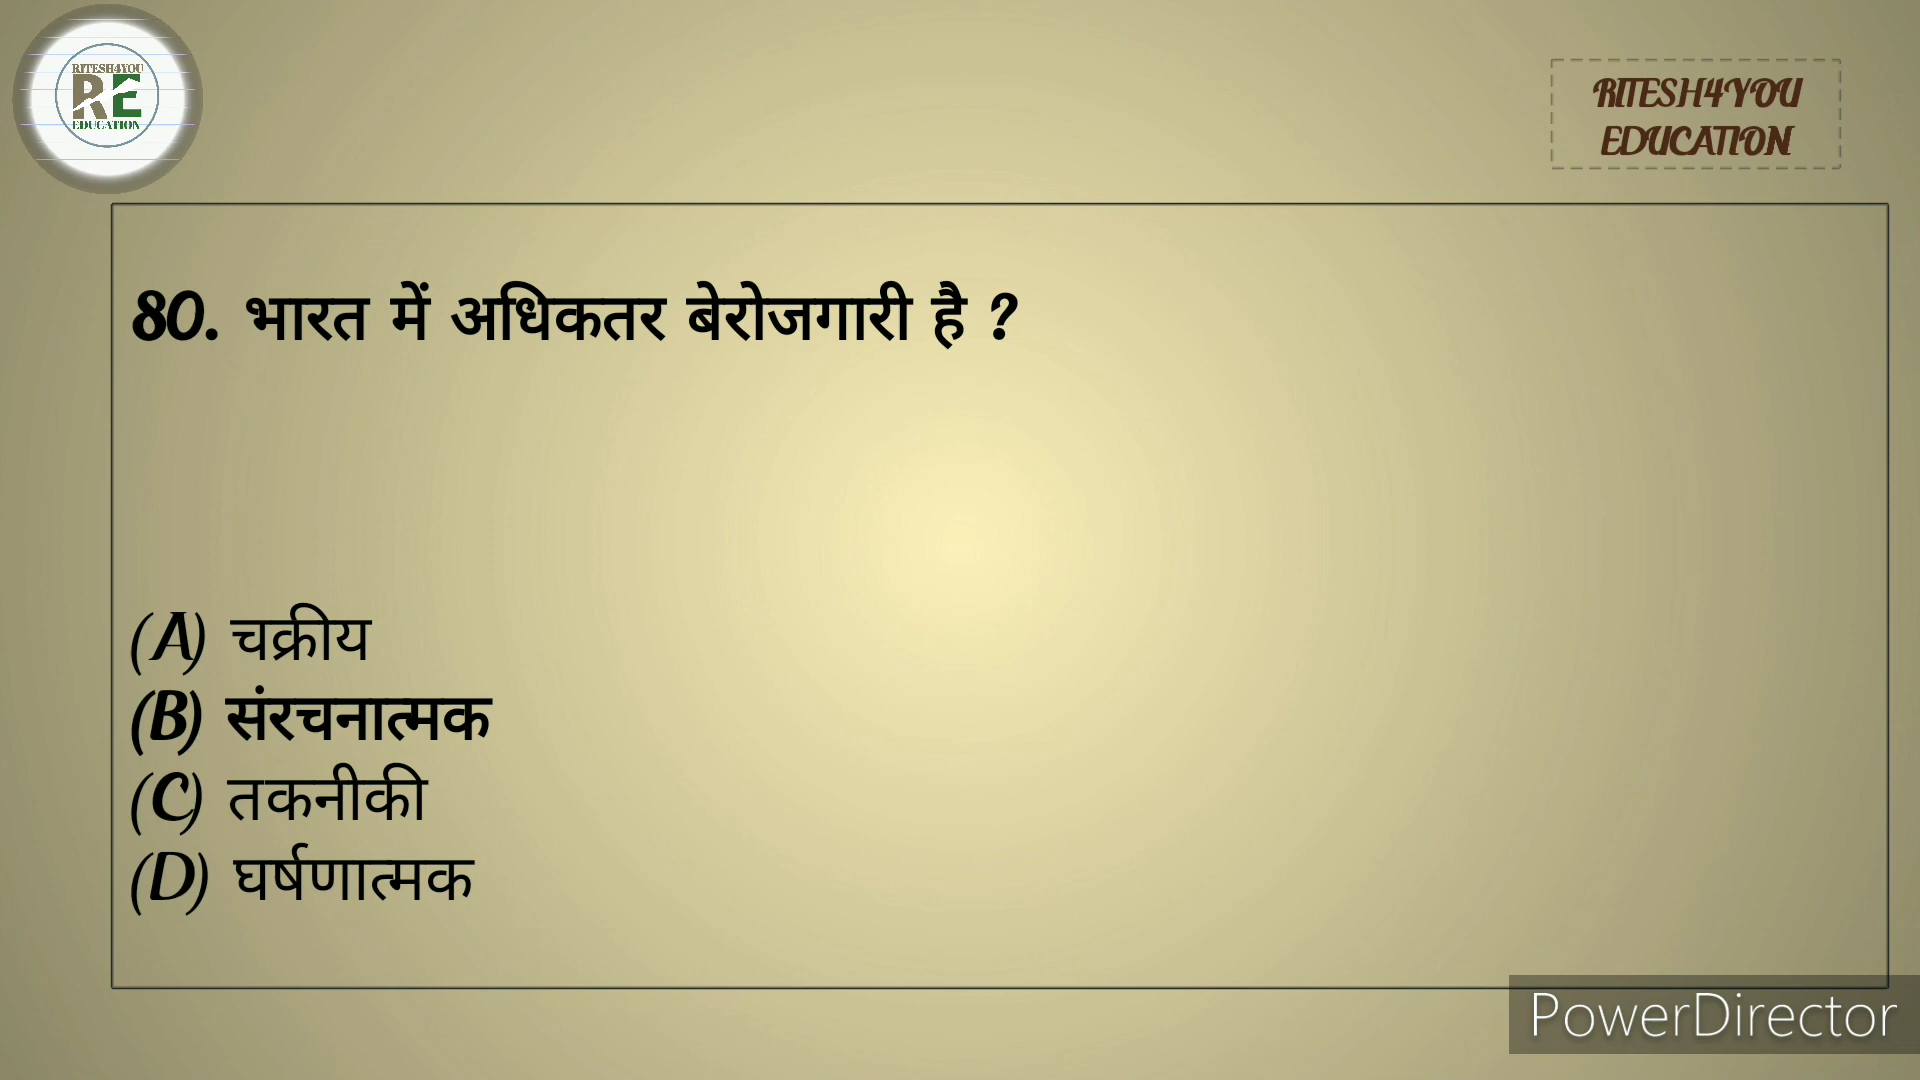 RITESH4YOU
RE
EDUCATION
RITESH4YOU
EDUCATION
80. भारत में अधिकतर बेरोजगारी है ?
(A) चक्रीय
(B) संरचनात्मक
(C) तकनीकी
(D) घर्षणात्मक
PowerDirector